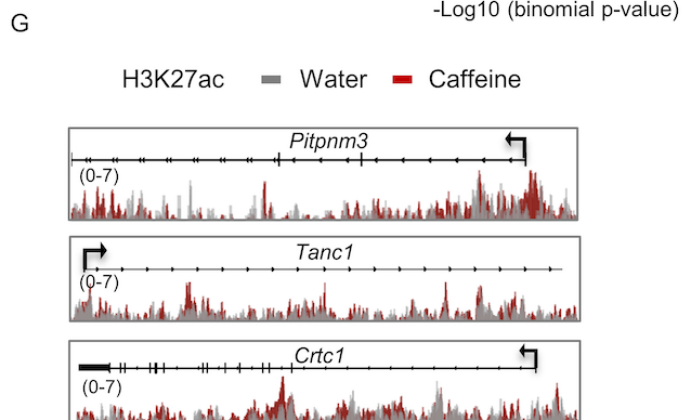 -Log10 (binomial p-value)
G
H3K27ac Water Caffeine
Pitpnm3
(0-7)
Tanc1
(0-7)
Crtc1
(0-7)